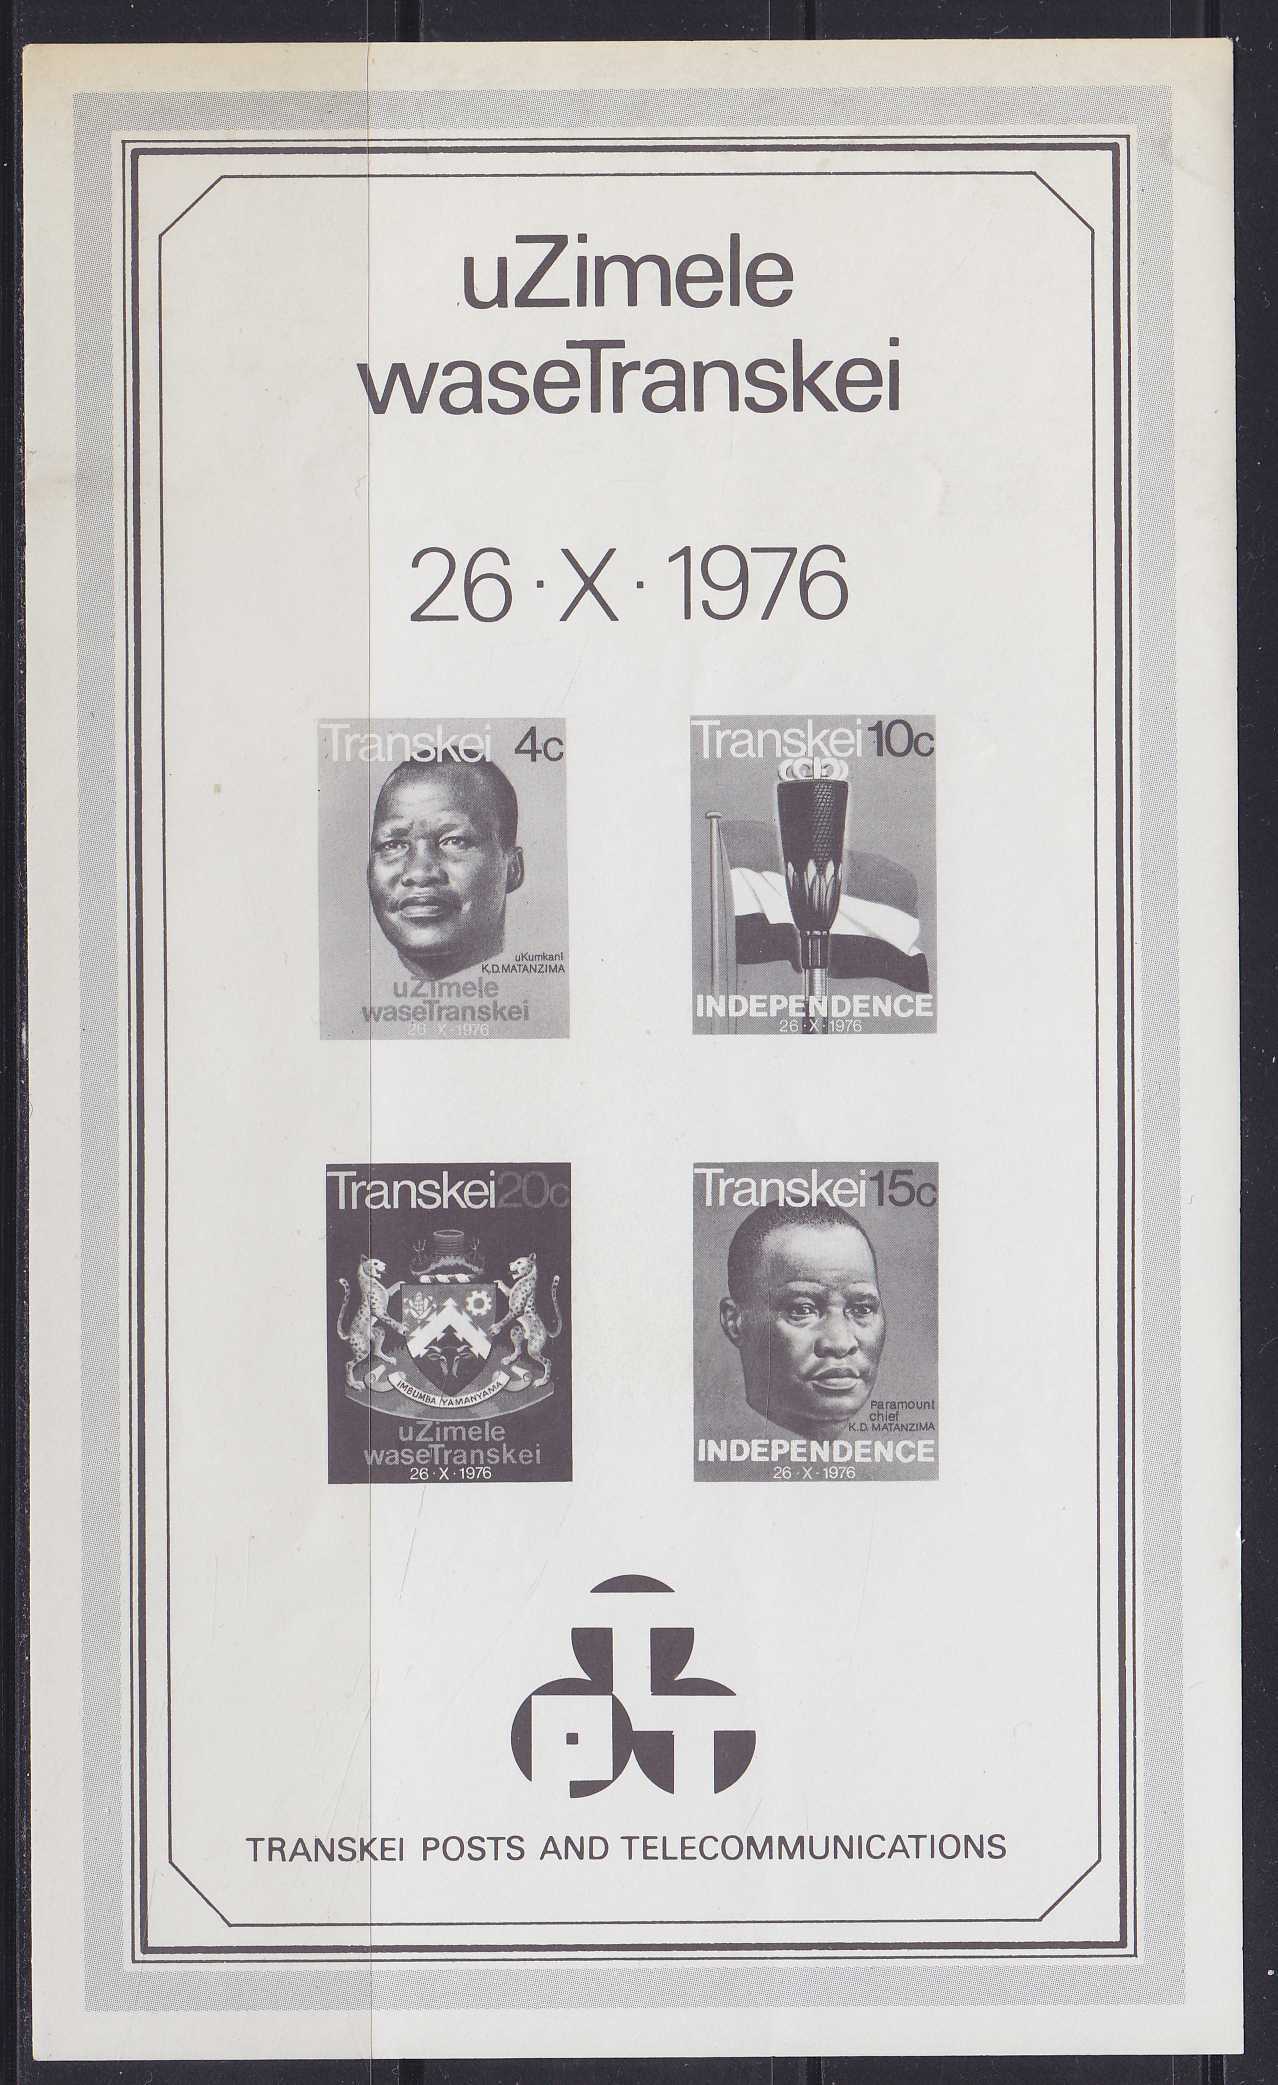 uZimele
waseTranskei
26·X·1976
Transkei 4c
uKumkani
K.D.MATANZIMA
uZimele
waseTranskei
26·X·1976
Transkei 10c
INDEPENDENCE
26·X·1976
Transkei 20c
IMBUMBA YAMANYAMA
uZimele
waseTranskei
26·X·1976
Transkei 15c
Paramount
chief
K.D. MATANZIMA
INDEPENDENCE
26·X·1976
T
P T
TRANSKEI POSTS AND TELECOMMUNICATIONS